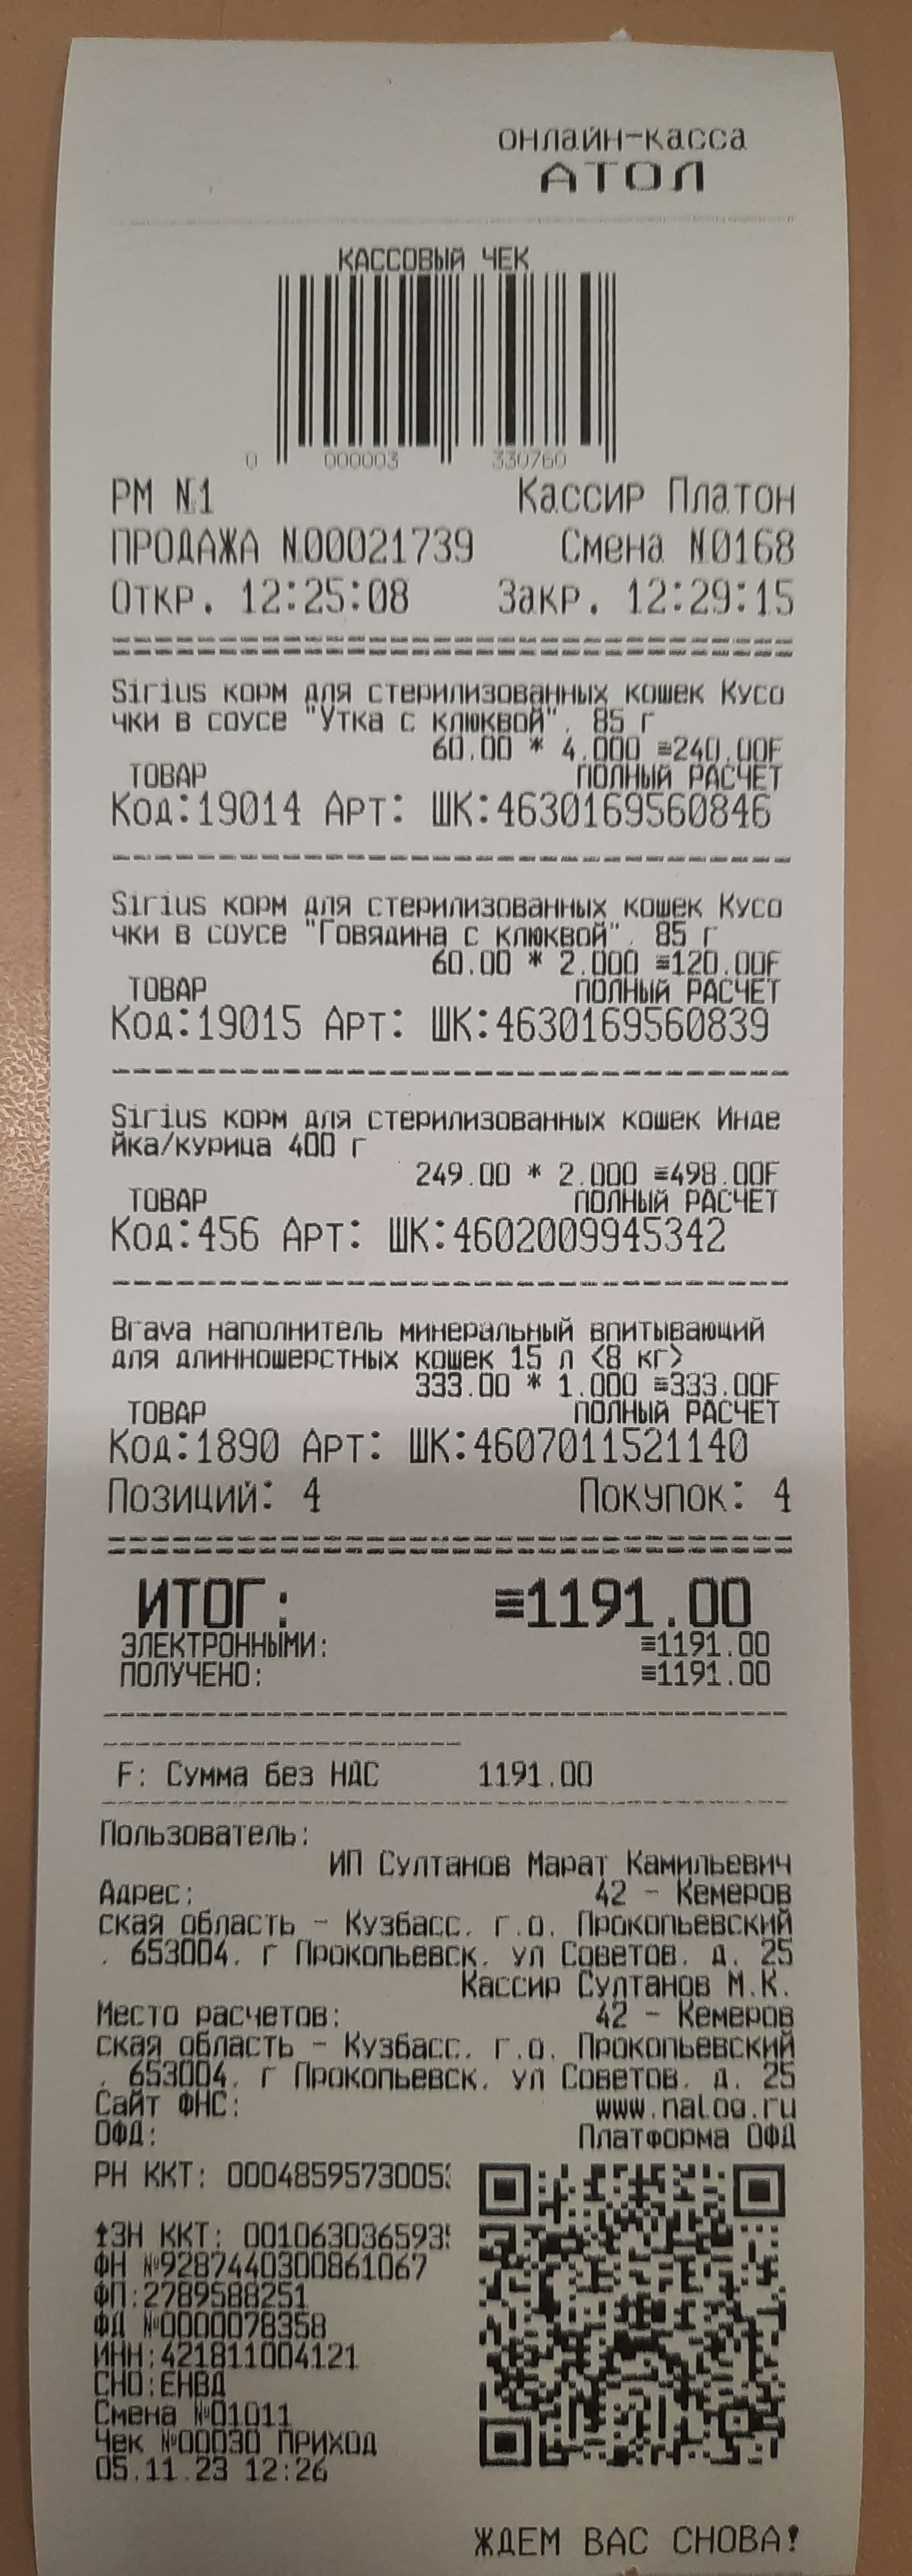 онлайн-касса
АТОЛ
КАССОВЫЙ ЧЕК
0 000003 330760
РМ N1 Кассир Платон
ПРОДАЖА N00021739 Смена N0168
Откр. 12:25:08 Закр. 12:29:15
Sirius корм для стерилизованных кошек Кусо
чки в соусе "Утка с клюквой", 85 г
60.00 * 4.000 ≡240.00F
ТОВАР ПОЛНЫЙ РАСЧЕТ
Код:19014 Арт: ШК:4630169560846
Sirius корм для стерилизованных кошек Кусо
чки в соусе "Говядина с клюквой", 85 г
60.00 * 2.000 ≡120.00F
ТОВАР ПОЛНЫЙ РАСЧЕТ
Код:19015 Арт: ШК:4630169560839
Sirius корм для стерилизованных кошек Инде
йка/курица 400 г
249.00 * 2.000 ≡498.00F
ТОВАР ПОЛНЫЙ РАСЧЕТ
Код:456 Арт: ШК:4602009945342
Brava наполнитель минеральный впитывающий
для длинношерстных кошек 15 л <8 кг>
333.00 * 1.000 ≡333.00F
ТОВАР ПОЛНЫЙ РАСЧЕТ
Код:1890 Арт: ШК:4607011521140
Позиций: 4 Покупок: 4
ИТОГ: ≡1191.00
ЭЛЕКТРОННЫМИ: ≡1191.00
ПОЛУЧЕНО: ≡1191.00
F: Сумма без НДС 1191.00
Пользователь:
ИП Султанов Марат Камильевич
Адрес: 42 - Кемеров
ская область - Кузбасс, г.о. Прокопьевский
, 653004, г Прокопьевск, ул Советов, д. 25
Кассир Султанов М.К.
Место расчетов: 42 - Кемеров
ская область - Кузбасс, г.о. Прокопьевский
, 653004, г Прокопьевск, ул Советов, д. 25
Сайт ФНС: www.nalog.ru
ОФД: Платформа ОФД
РН ККТ: 0004859573005
ЗН ККТ: 0010630365935
ФН №9287440300861067
ФП:2789588251
ФД №0000078358
ИНН:421811004121
СНО:ЕНВД
Смена №01011
Чек №00030 ПРИХОД
05.11.23 12:26
ЖДЕМ ВАС СНОВА!